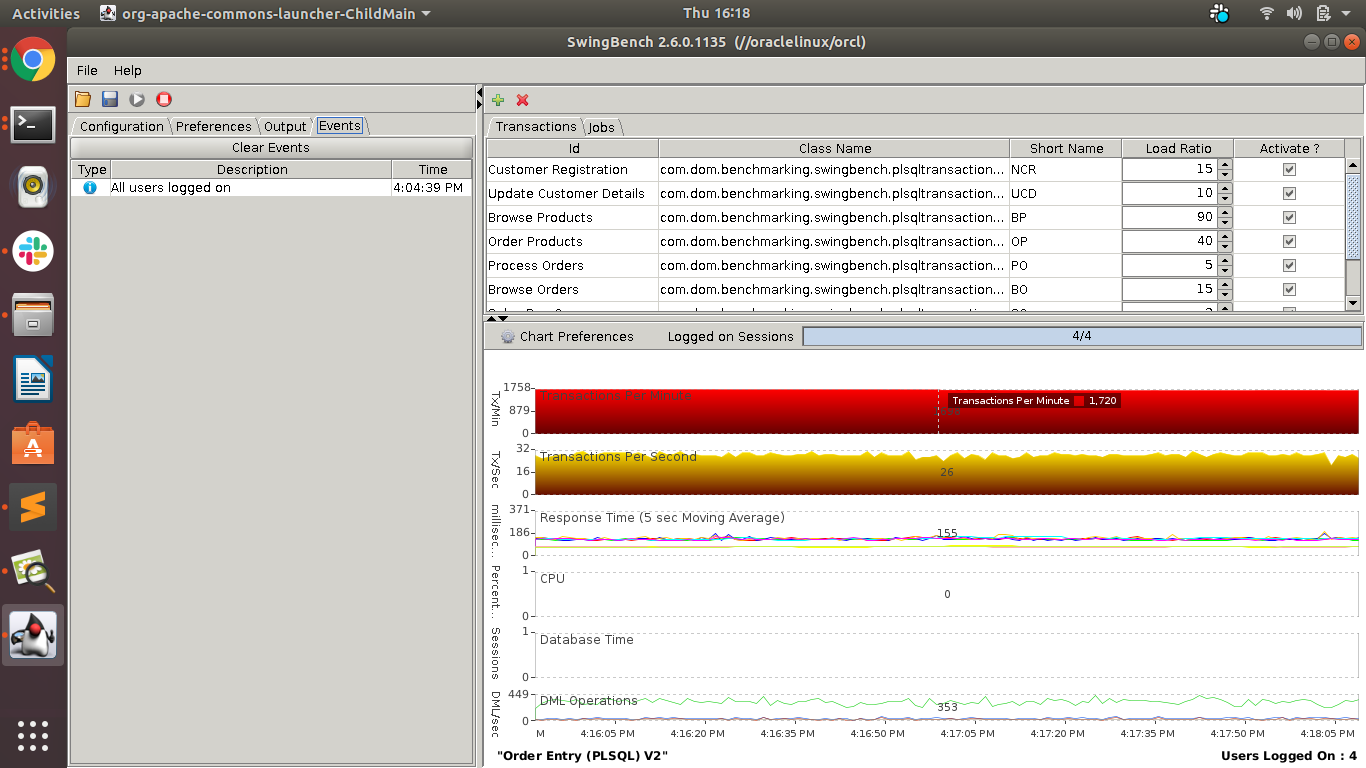 Activities org-apache-commons-launcher-ChildMain Thu 16:18
SwingBench 2.6.0.1135 (//oraclelinux/orcl)
File Help
Configuration Preferences Output Events
Clear Events
Type Description Time
All users logged on 4:04:39 PM
Transactions Jobs
Id Class Name Short Name Load Ratio Activate ?
Customer Registration com.dom.benchmarking.swingbench.plsqltransaction... NCR 15
Update Customer Details com.dom.benchmarking.swingbench.plsqltransaction... UCD 10
Browse Products com.dom.benchmarking.swingbench.plsqltransaction... BP 90
Order Products com.dom.benchmarking.swingbench.plsqltransaction... OP 40
Process Orders com.dom.benchmarking.swingbench.plsqltransaction... PO 5
Browse Orders com.dom.benchmarking.swingbench.plsqltransaction... BO 15
Chart Preferences Logged on Sessions 4/4
Tx/Min
1758
879
0
Transactions Per Minute
Transactions Per Minute 1,720
Tx/Sec
32
16
0
Transactions Per Second
26
millisec...
371
186
0
Response Time (5 sec Moving Average)
155
Percent...
1
0
CPU
0
Sessions
1
0
Database Time
DML/sec
449
0
DML Operations
353
M 4:16:05 PM 4:16:20 PM 4:16:35 PM 4:16:50 PM 4:17:05 PM 4:17:20 PM 4:17:35 PM 4:17:50 PM 4:18:05 PM
"Order Entry (PLSQL) V2" Users Logged On : 4